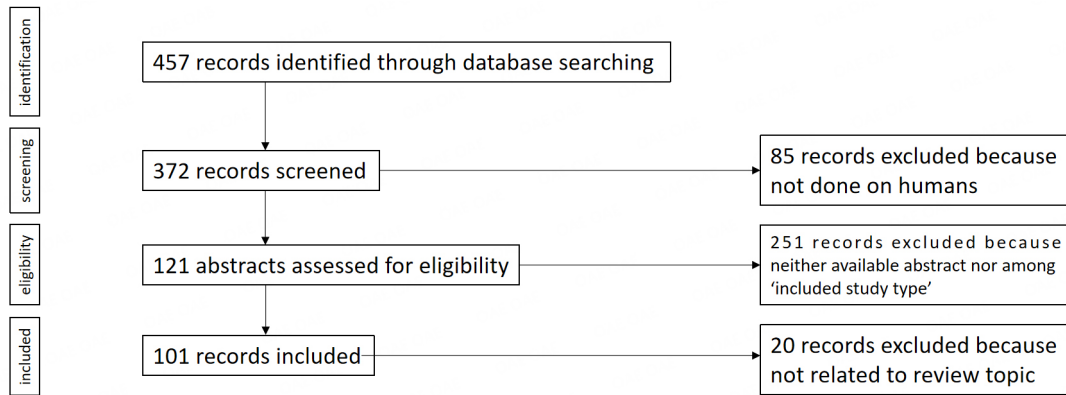 identification
457 records identified through database searching
screening
372 records screened
85 records excluded because
not done on humans
eligibility
121 abstracts assessed for eligibility
251 records excluded because
neither available abstract nor among
‘included study type’
included
101 records included
20 records excluded because
not related to review topic